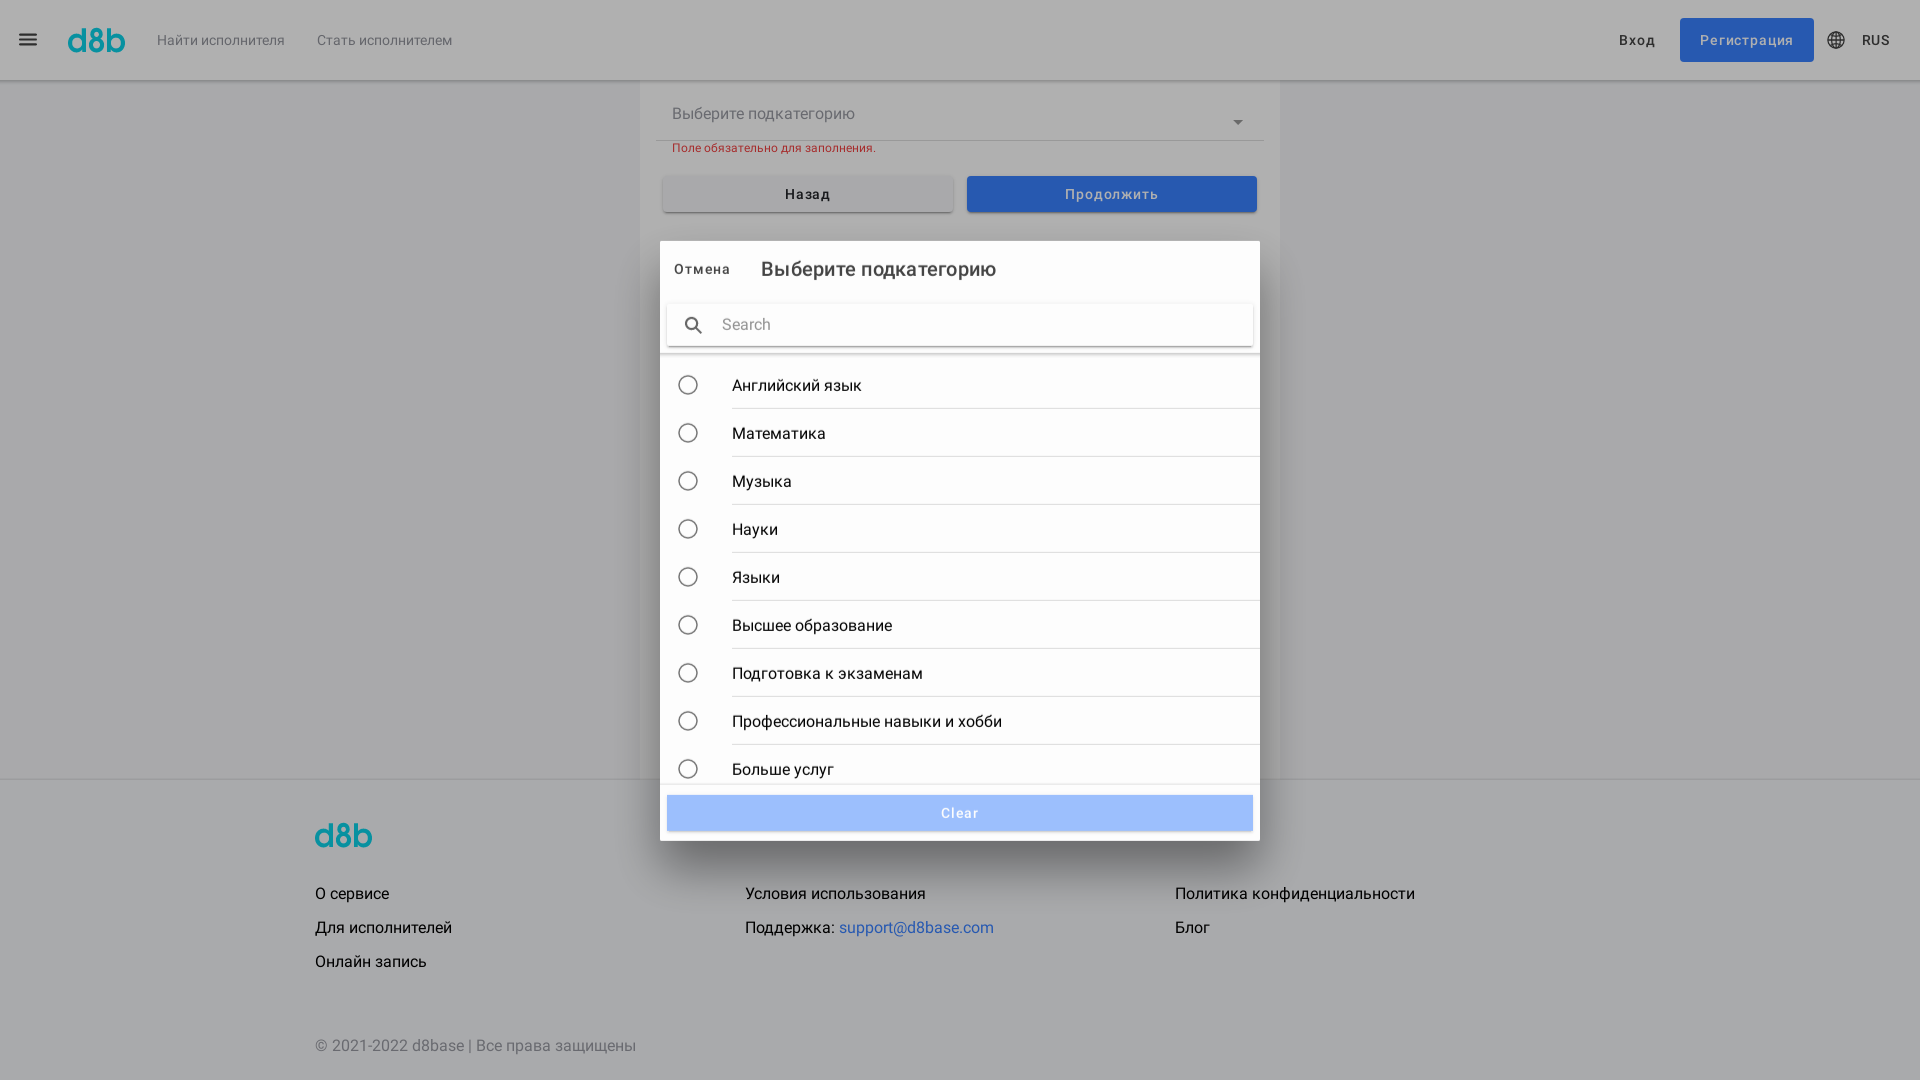 d8b
Найти исполнителя
Стать исполнителем
Вход
Регистрация
RUS
Выберите подкатегорию
Поле обязательно для заполнения.
Назад
Продолжить
Отмена
Выберите подкатегорию
Search
Английский язык
Математика
Музыка
Науки
Языки
Высшее образование
Подготовка к экзаменам
Профессиональные навыки и хобби
Больше услуг
Clear
d8b
О сервисе
Условия использования
Политика конфиденциальности
Для исполнителей
Поддержка: support@d8base.com
Блог
Онлайн запись
© 2021-2022 d8base | Все права защищены